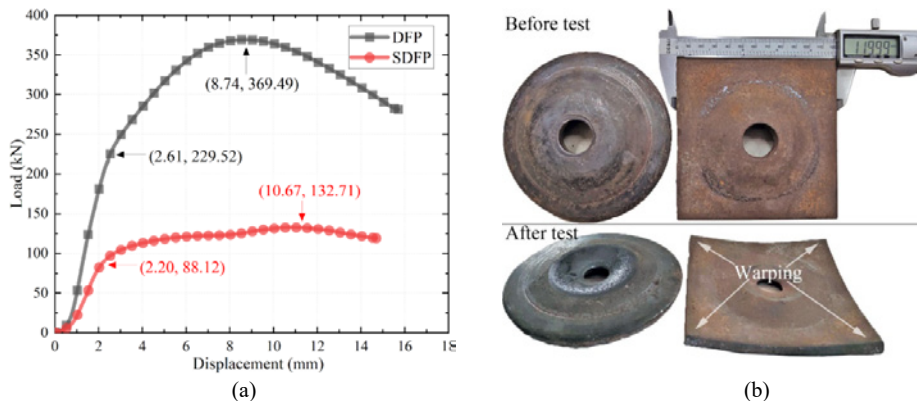 400
350
300
250
200
150
100
50
0
Load (kN)
DFP
SDFP
(8.74, 369.49)
(2.61, 229.52)
(10.67, 132.71)
(2.20, 88.12)
0 2 4 6 8 10 12 14 16 18
Displacement (mm)
(a)
Before test
119.99
After test
Warping
(b)